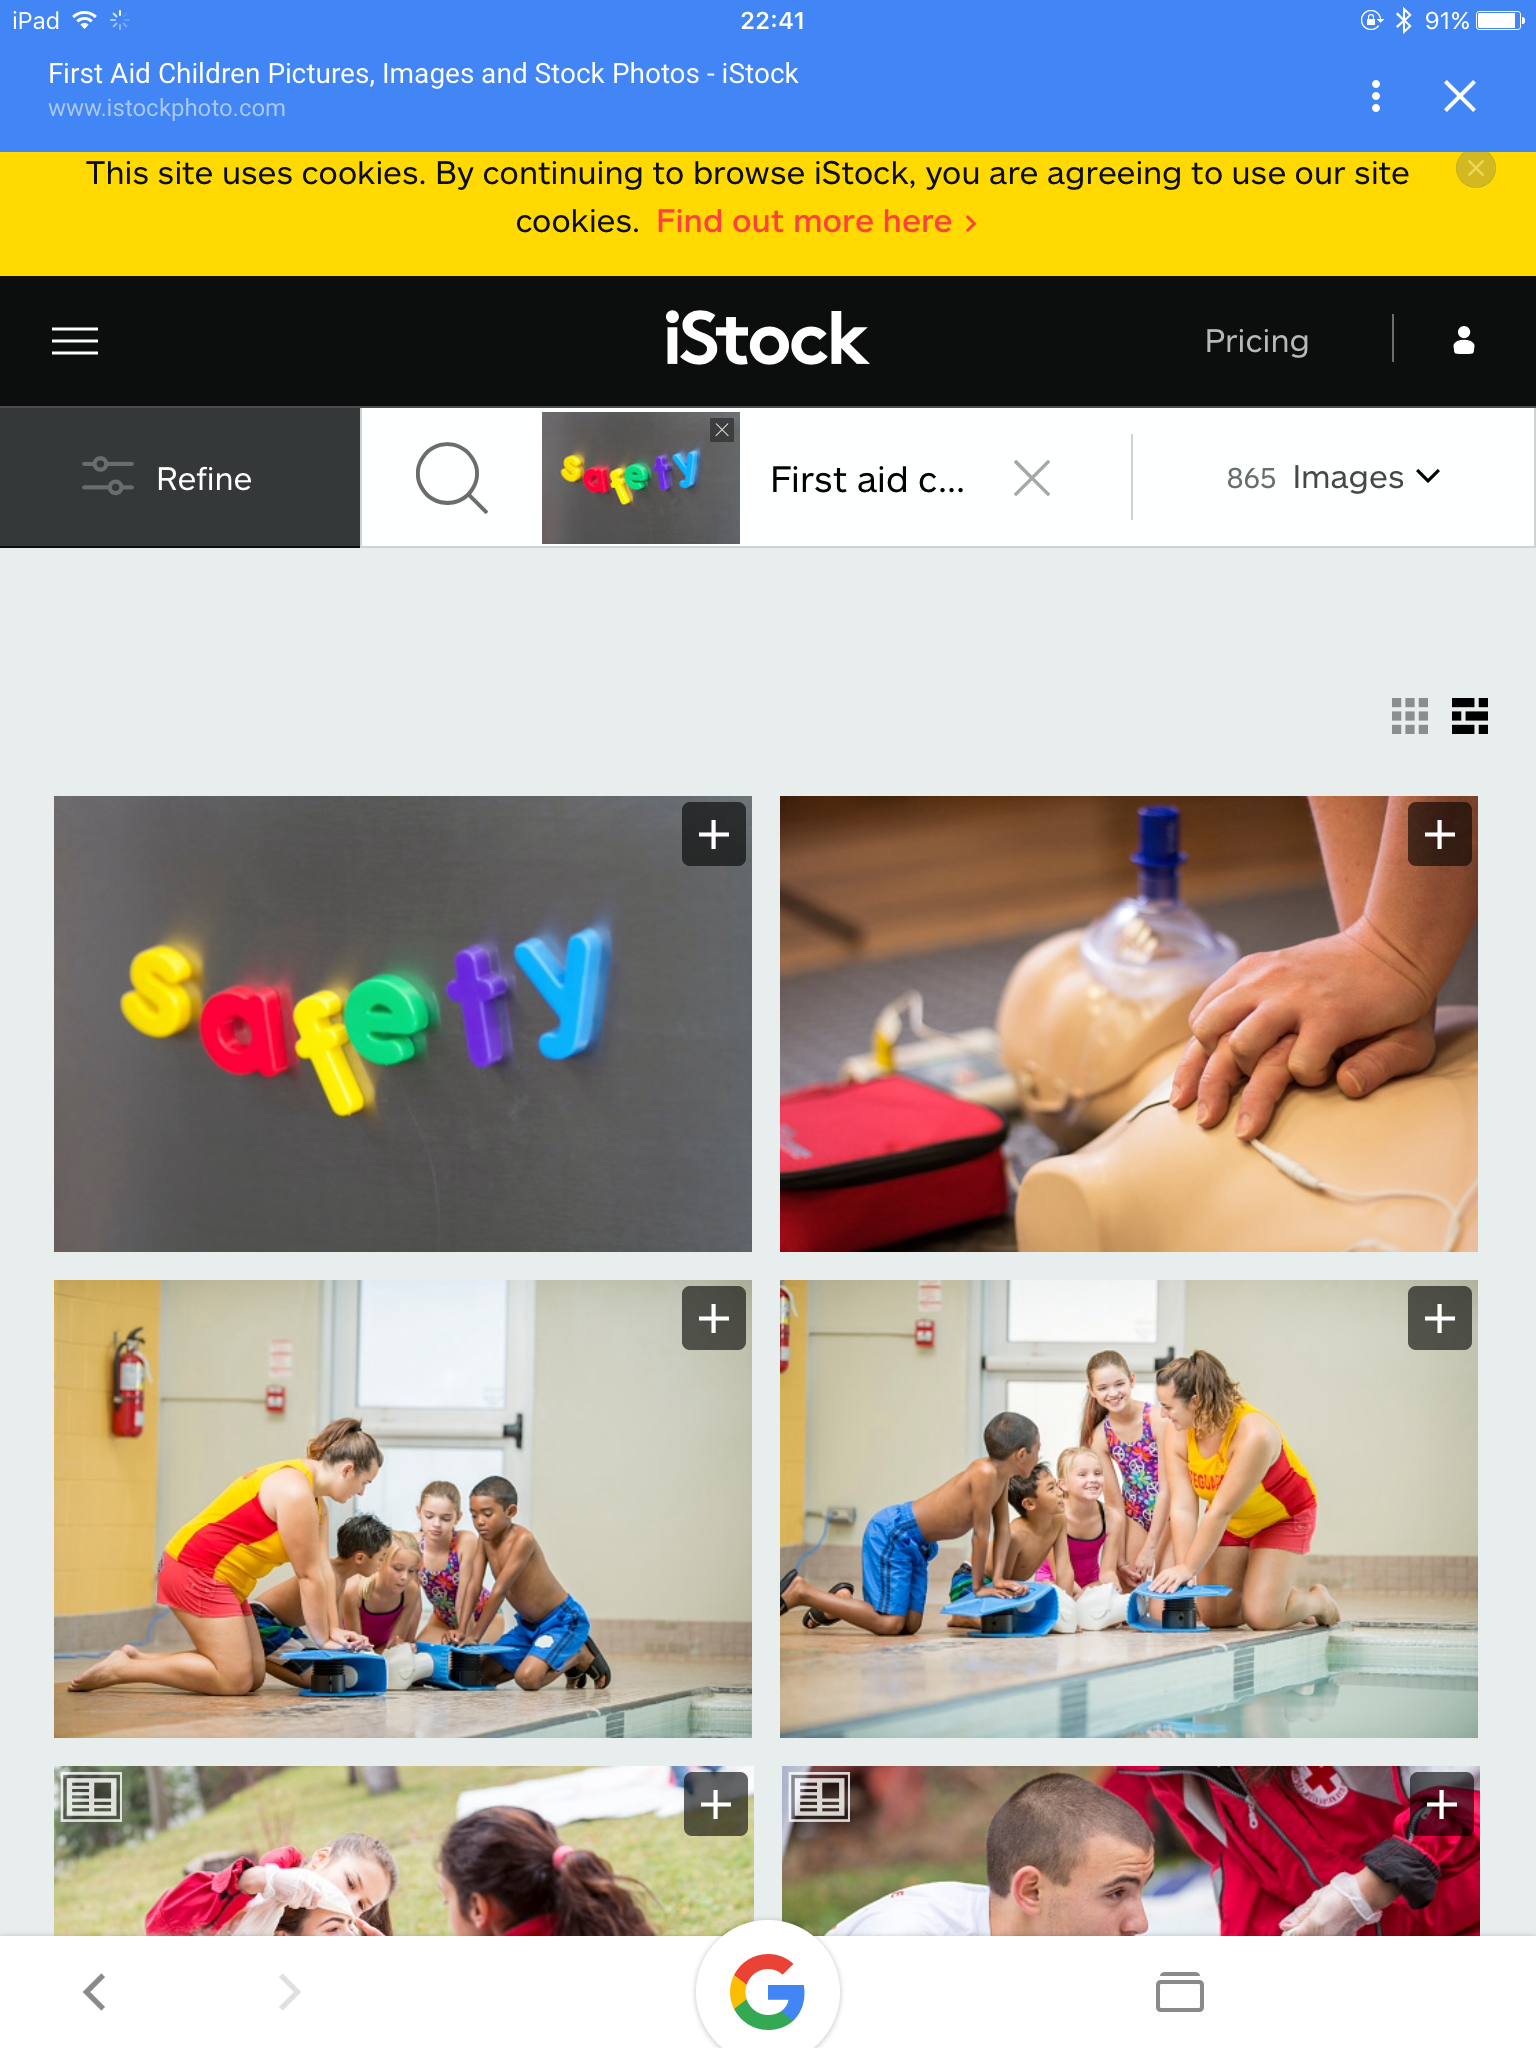 iPad 22:41 91%
First Aid Children Pictures, Images and Stock Photos - iStock
www.istockphoto.com
This site uses cookies. By continuing to browse iStock, you are agreeing to use our site
cookies. Find out more here >
iStock Pricing
Refine safety First aid c... 865 Images
safety
G